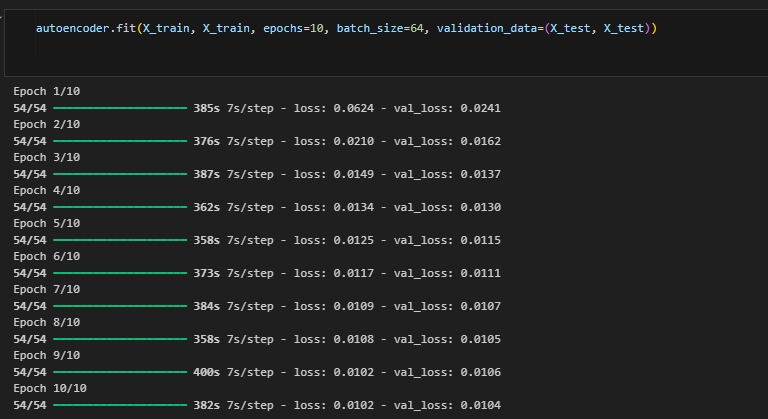 autoencoder.fit(X_train, X_train, epochs=10, batch_size=64, validation_data=(X_test, X_test))
Epoch 1/10
54/54 ━━━━━━━━━━━━━━━━━━━━ 385s 7s/step - loss: 0.0624 - val_loss: 0.0241
Epoch 2/10
54/54 ━━━━━━━━━━━━━━━━━━━━ 376s 7s/step - loss: 0.0210 - val_loss: 0.0162
Epoch 3/10
54/54 ━━━━━━━━━━━━━━━━━━━━ 387s 7s/step - loss: 0.0149 - val_loss: 0.0137
Epoch 4/10
54/54 ━━━━━━━━━━━━━━━━━━━━ 362s 7s/step - loss: 0.0134 - val_loss: 0.0130
Epoch 5/10
54/54 ━━━━━━━━━━━━━━━━━━━━ 358s 7s/step - loss: 0.0125 - val_loss: 0.0115
Epoch 6/10
54/54 ━━━━━━━━━━━━━━━━━━━━ 373s 7s/step - loss: 0.0117 - val_loss: 0.0111
Epoch 7/10
54/54 ━━━━━━━━━━━━━━━━━━━━ 384s 7s/step - loss: 0.0109 - val_loss: 0.0107
Epoch 8/10
54/54 ━━━━━━━━━━━━━━━━━━━━ 358s 7s/step - loss: 0.0108 - val_loss: 0.0105
Epoch 9/10
54/54 ━━━━━━━━━━━━━━━━━━━━ 400s 7s/step - loss: 0.0102 - val_loss: 0.0106
Epoch 10/10
54/54 ━━━━━━━━━━━━━━━━━━━━ 382s 7s/step - loss: 0.0102 - val_loss: 0.0104